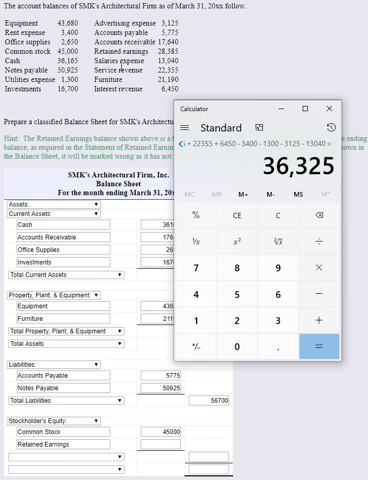 The account balances of SMK's Architectural Firm as of March 31, 20xx follow.
Equipment 43,680 Advertising expense 3,125
Rent expense 3,400 Accounts payable 5,775
Office supplies 2,650 Accounts receivable 17,640
Common stock 45,000 Retained earnings 28,385
Cash 36,165 Salaries expense 13,040
Notes payable 50,925 Service revenue 22,355
Utilities expense 1,300 Furniture 21,190
Investments 16,700 Interest revenue 6,450
Prepare a classified Balance Sheet for SMK's Architectu
Hint: The Retained Earnings balance shown above is a
e ending
balance, as required in the Statement of Retained Earnin
own in
the Balance Sheet, it will be marked wrong as it has not
SMK's Architectural Firm, Inc.
Balance Sheet
For the month ending March 31, 20
Assets:
Current Assets:
Cash 361
Accounts Receivable 176
Office Supplies 26
Investments 167
Total Current Assets
Property, Plant, & Equipment:
Equipment 436
Furniture 211
Total Property, Plant, & Equipment
Total Assets
Liabilities:
Accounts Payable 5775
Notes Payable 50925
Total Liabilities 56700
Stockholder's Equity:
Common Stock 45000
Retained Earnings
Calculator
Standard
+ 22355 + 6450 - 3400 - 1300 - 3125 - 13040 =
36,325
MC MR M+ M- MS M˅
% CE C
⅟x x² ²√x ÷
7 8 9 ×
4 5 6 −
1 2 3 +
+/- 0 . =